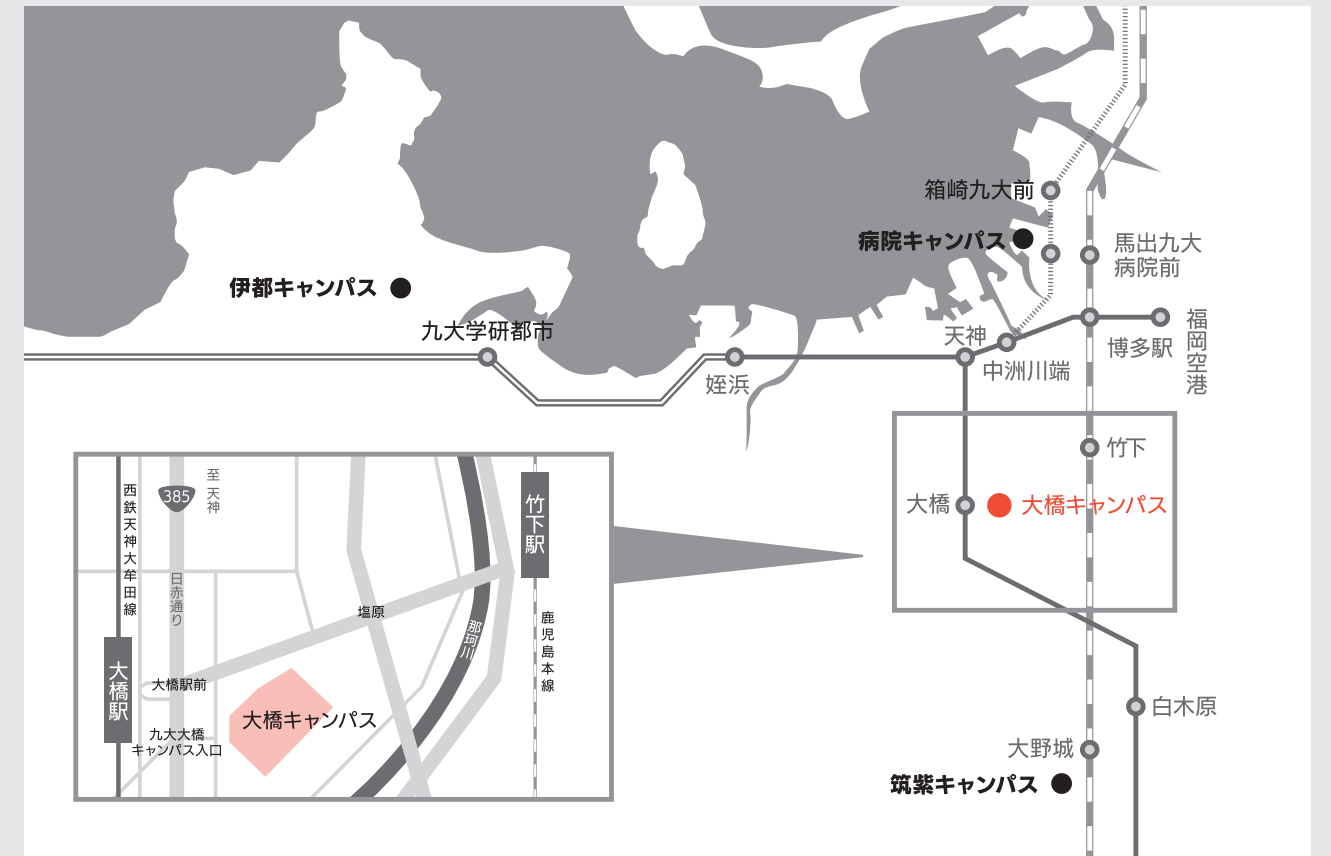 箱崎九大前
病院キャンパス
馬出九大
病院前
伊都キャンパス
九大学研都市
姪浜
天神
中洲川端
博多駅
福岡空港
竹下
大橋
大橋キャンパス
白木原
大野城
筑紫キャンパス
西鉄天神大牟田線
385
至 天神
日赤通り
竹下駅
塩原
那珂川
鹿児島本線
大橋駅
大橋駅前
大橋キャンパス
九大大橋
キャンパス入口